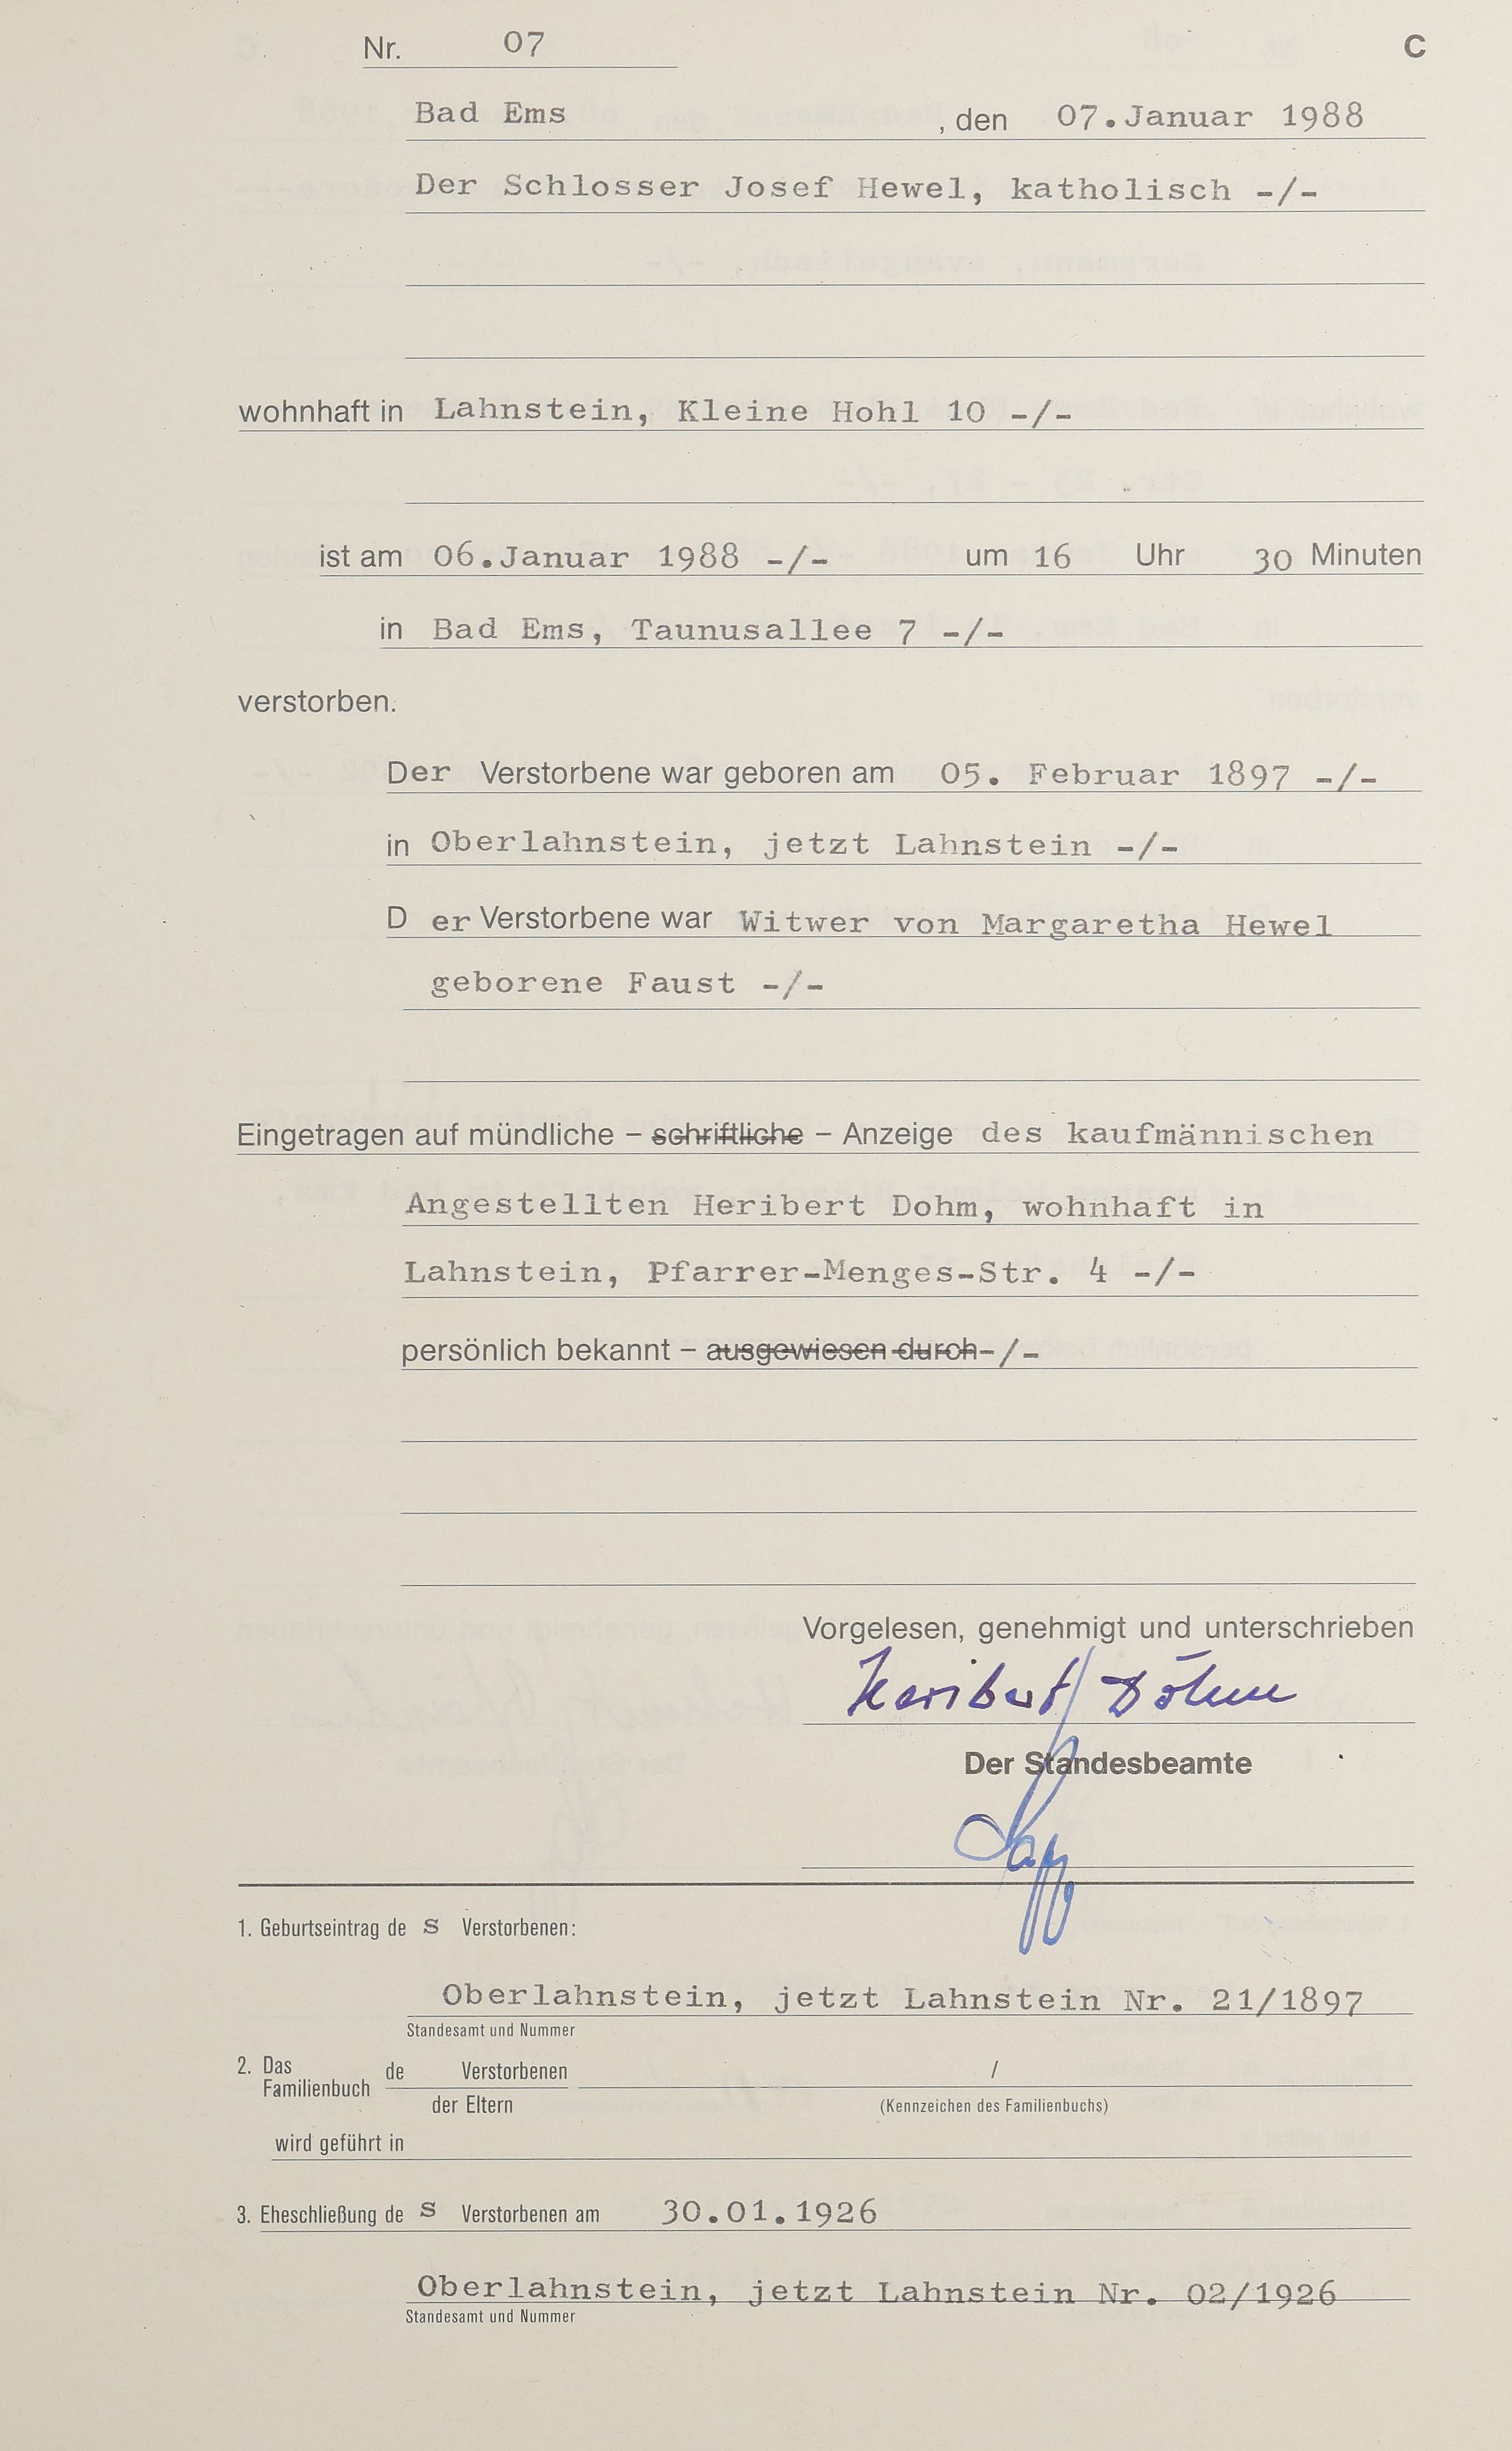 Nr. 07 C
Bad Ems , den 07.Januar 1988
Der Schlosser Josef Hewel, katholisch -/-
wohnhaft in Lahnstein, Kleine Hohl 10 -/-
ist am 06.Januar 1988 -/- um 16 Uhr 30 Minuten
in Bad Ems, Taunusallee 7 -/-
verstorben.
Der Verstorbene war geboren am 05. Februar 1897 -/-
in Oberlahnstein, jetzt Lahnstein -/-
D er Verstorbene war Witwer von Margaretha Hewel
geborene Faust -/-
Eingetragen auf mündliche – schriftliche – Anzeige des kaufmännischen
Angestellten Heribert Dohm, wohnhaft in
Lahnstein, Pfarrer-Menges-Str. 4 -/-
persönlich bekannt – ausgewiesen durch -/-
Vorgelesen, genehmigt und unterschrieben
Heribert Dohm
Der Standesbeamte
1. Geburtseintrag de s Verstorbenen:
Oberlahnstein, jetzt Lahnstein Nr. 21/1897
Standesamt und Nummer
2. Das Familienbuch de Verstorbenen /
der Eltern (Kennzeichen des Familienbuchs)
wird geführt in
3. Eheschließung de s Verstorbenen am 30.01.1926
Oberlahnstein, jetzt Lahnstein Nr. 02/1926
Standesamt und Nummer